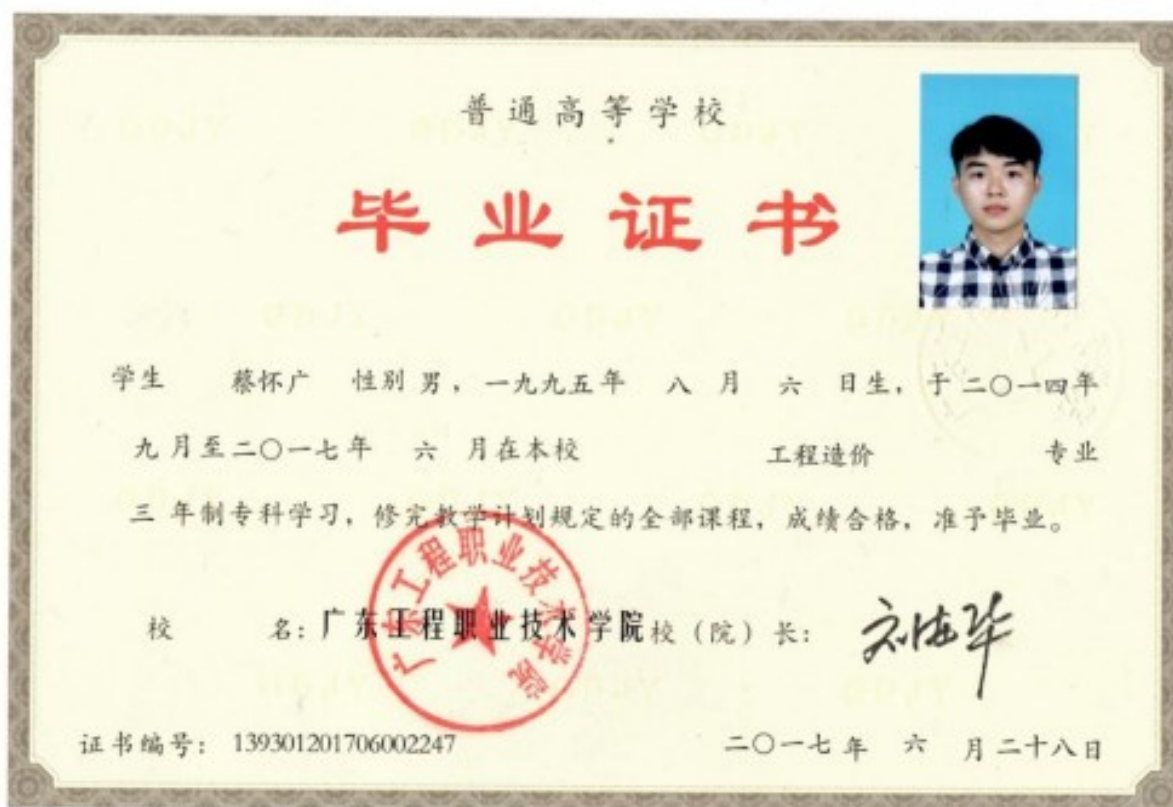 普通高等学校
毕业证书
学生 蔡怀广 性别 男，一九九五年 八 月 六 日生，于二〇一四年
九月至二〇一七年 六 月在本校 工程造价 专业
三 年制专科学习，修完教学计划规定的全部课程，成绩合格，准予毕业。
广东工程职业技术学院
校 名：广东工程职业技术学院 校（院）长：
证书编号：139301201706002247 二〇一七年 六 月二十八日